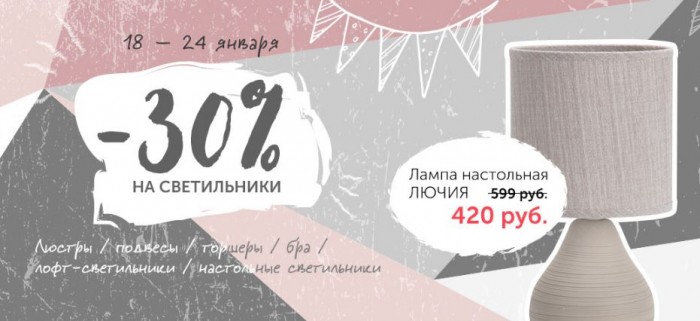 18 — 24 января
-30%
НА СВЕТИЛЬНИКИ
Люстры / подвесы / торшеры / бра /
лофт-светильники / настольные светильники
Лампа настольная
ЛЮЧИЯ 599 руб.
420 руб.